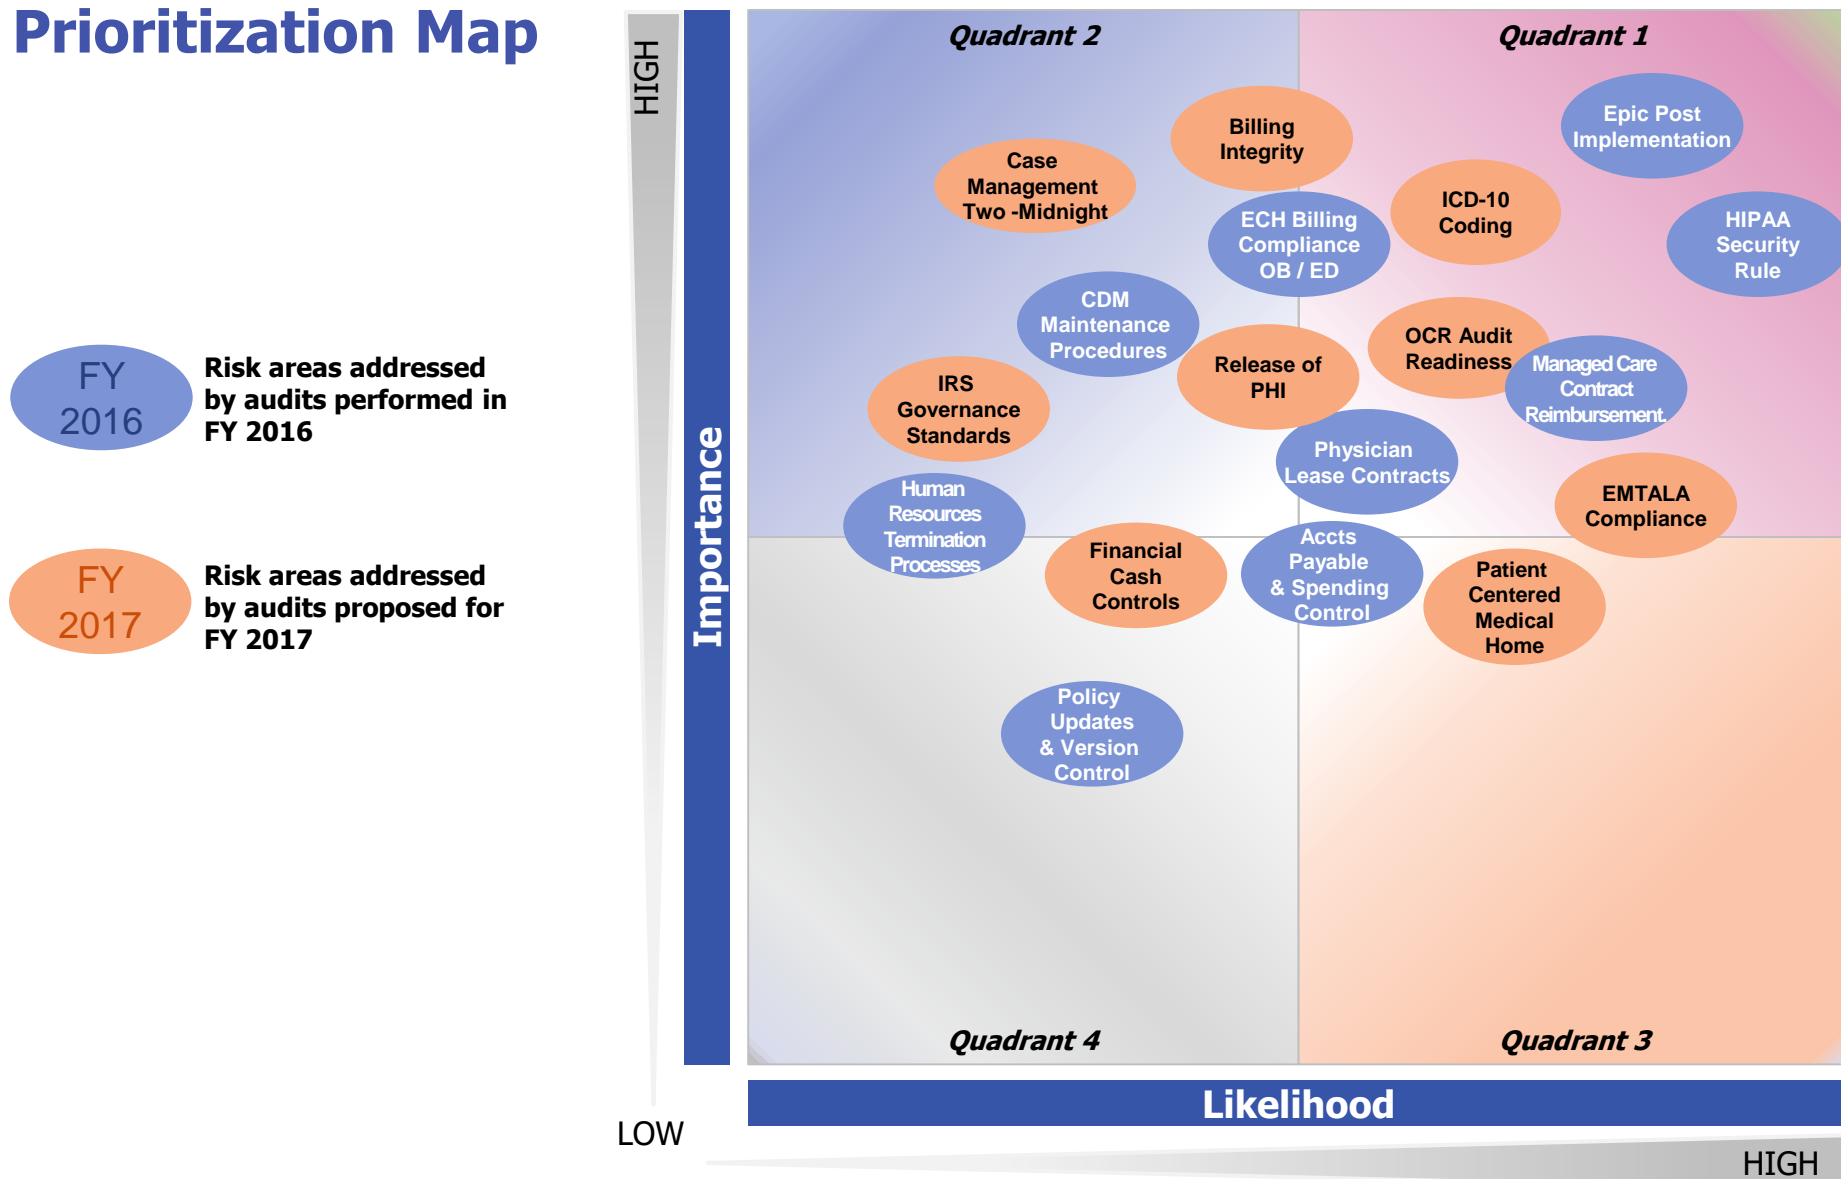 Prioritization Map
HIGH
Importance
LOW
FY
2016
Risk areas addressed
by audits performed in
FY 2016
FY
2017
Risk areas addressed
by audits proposed for
FY 2017
Quadrant 2
Quadrant 1
Billing
Integrity
Epic Post
Implementation
Case
Management
Two -Midnight
ICD-10
Coding
ECH Billing
Compliance
OB / ED
HIPAA
Security
Rule
CDM
Maintenance
Procedures
OCR Audit
Readiness
Release of
PHI
Managed Care
Contract
Reimbursement.
IRS
Governance
Standards
Physician
Lease Contracts
Human
Resources
Termination
Processes
EMTALA
Compliance
Financial
Cash
Controls
Accts
Payable
& Spending
Control
Patient
Centered
Medical
Home
Policy
Updates
& Version
Control
Quadrant 4
Quadrant 3
Likelihood
HIGH